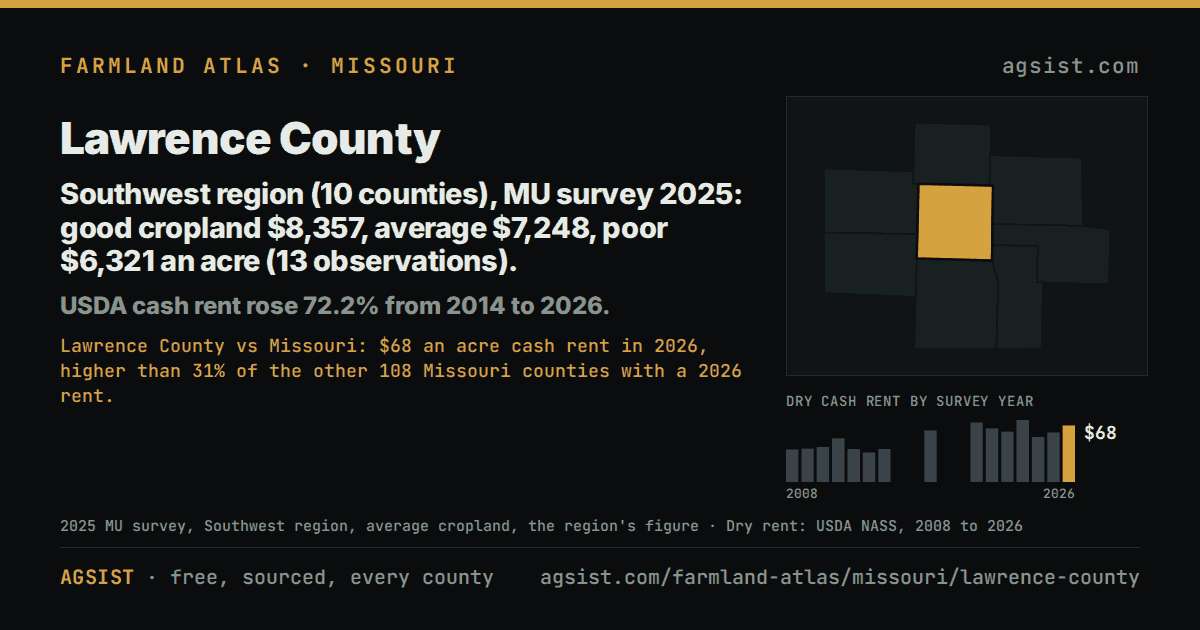 FARMLAND ATLAS · MISSOURI
agsist.com
Lawrence County
Southwest region (10 counties), MU survey 2025:
good cropland $8,357, average $7,248, poor
$6,321 an acre (13 observations).
USDA cash rent rose 72.2% from 2014 to 2026.
Lawrence County vs Missouri: $68 an acre cash rent in 2026,
higher than 31% of the other 108 Missouri counties with a 2026
rent.
DRY CASH RENT BY SURVEY YEAR
$68
2008 2026
2025 MU survey, Southwest region, average cropland, the region's figure · Dry rent: USDA NASS, 2008 to 2026
AGSIST · free, sourced, every county
agsist.com/farmland-atlas/missouri/lawrence-county